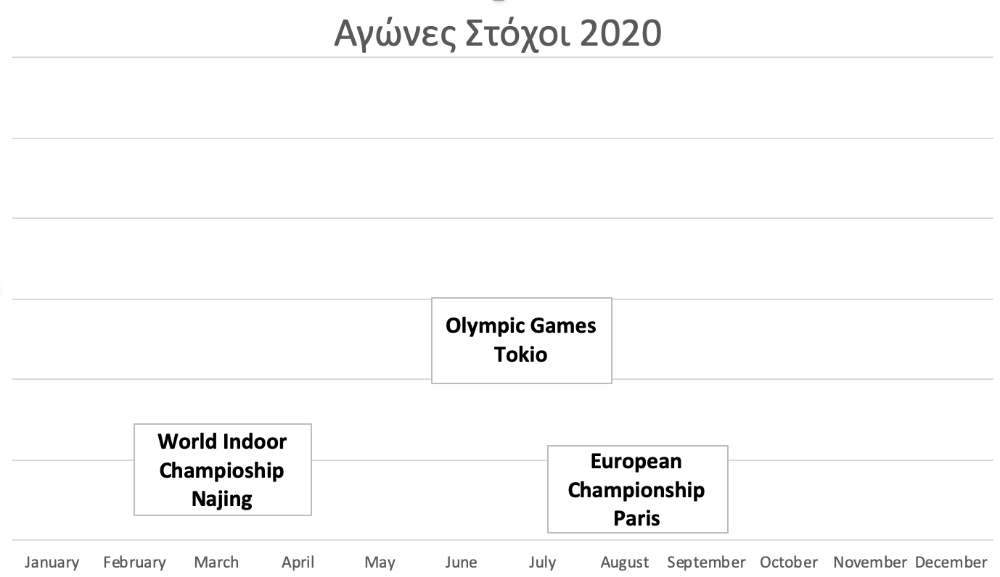 Αγώνες Στόχοι 2020
Olympic Games
Tokio
World Indoor
Champioship
Najing
European
Championship
Paris
January February March April May June July August September October November December